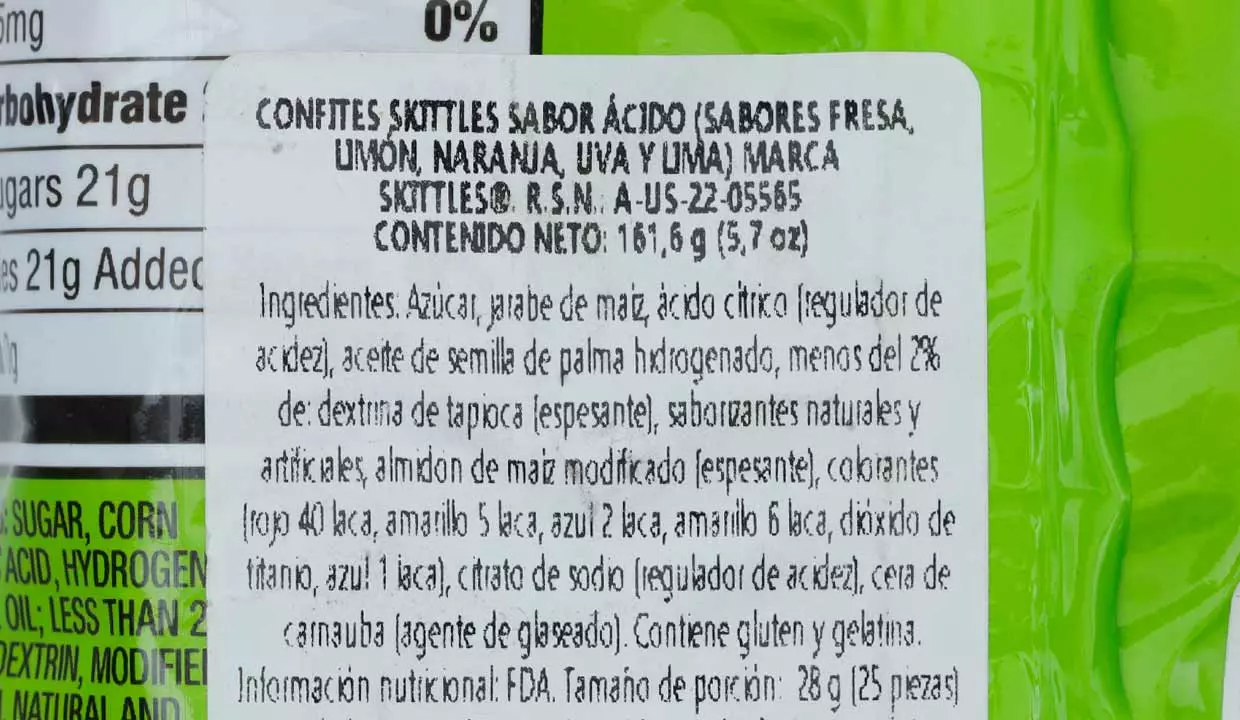 5mg
0%
rbohydrate
ugars 21g
es 21g Added
SUGAR, CORN
ACID, HYDROGEN
OIL; LESS THAN 2
DEXTRIN, MODIFIE
NATURAL AND
CONFITES SKITTLES SABOR ÁCIDO (SABORES FRESA,
LIMÓN, NARANJA, UVA Y LIMA) MARCA
SKITTLES®. R.S.N.: A-US-22-05565
CONTENIDO NETO: 161,6 g (5,7 oz)
Ingredientes: Azúcar, jarabe de maiz, ácido cítrico (regulador de
acidez), aceite de semilla de palma hidrogenado, menos del 2%
de: dextrina de tapioca (espesante), saborizantes naturales y
artificiales, almidon de maiz modificado (espesante), colorantes
(rojo 40 laca, amarillo 5 laca, azul 2 laca, amarillo 6 laca, dióxido de
titanio, azul 1 laca), citrato de sodio (regulador de acidez), cera de
carnauba (agente de glaseado). Contiene gluten y gelatina.
Información nutricional: FDA. Tamaño de porción: 28 g (25 piezas)